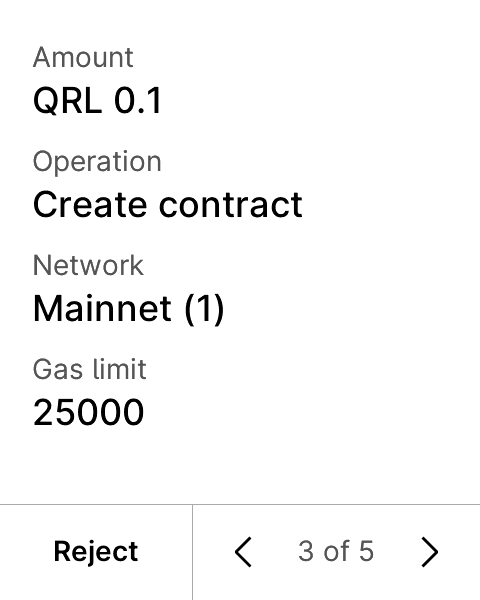 Amount
QRL 0.1
Operation
Create contract
Network
Mainnet (1)
Gas limit
25000
Reject
3 of 5